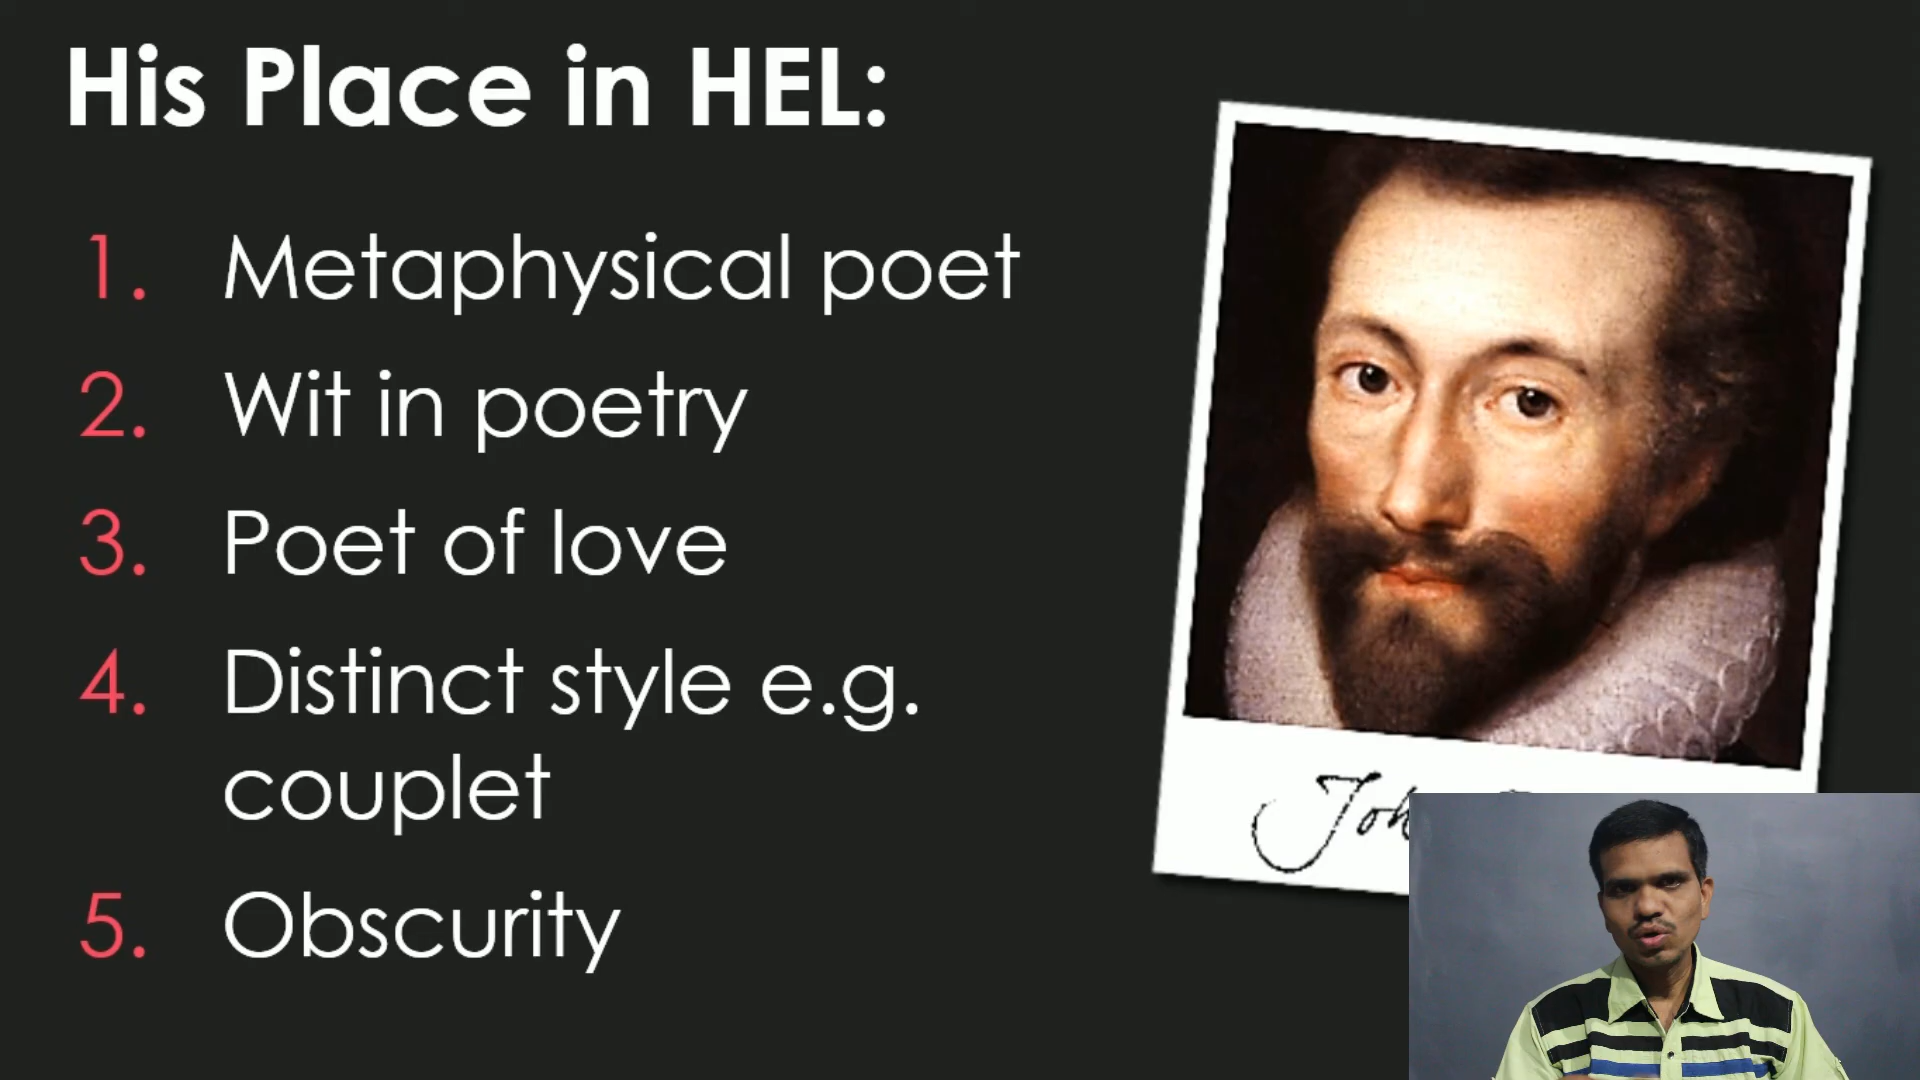 His Place in HEL:
1. Metaphysical poet
2. Wit in poetry
3. Poet of love
4. Distinct style e.g.
couplet
5. Obscurity